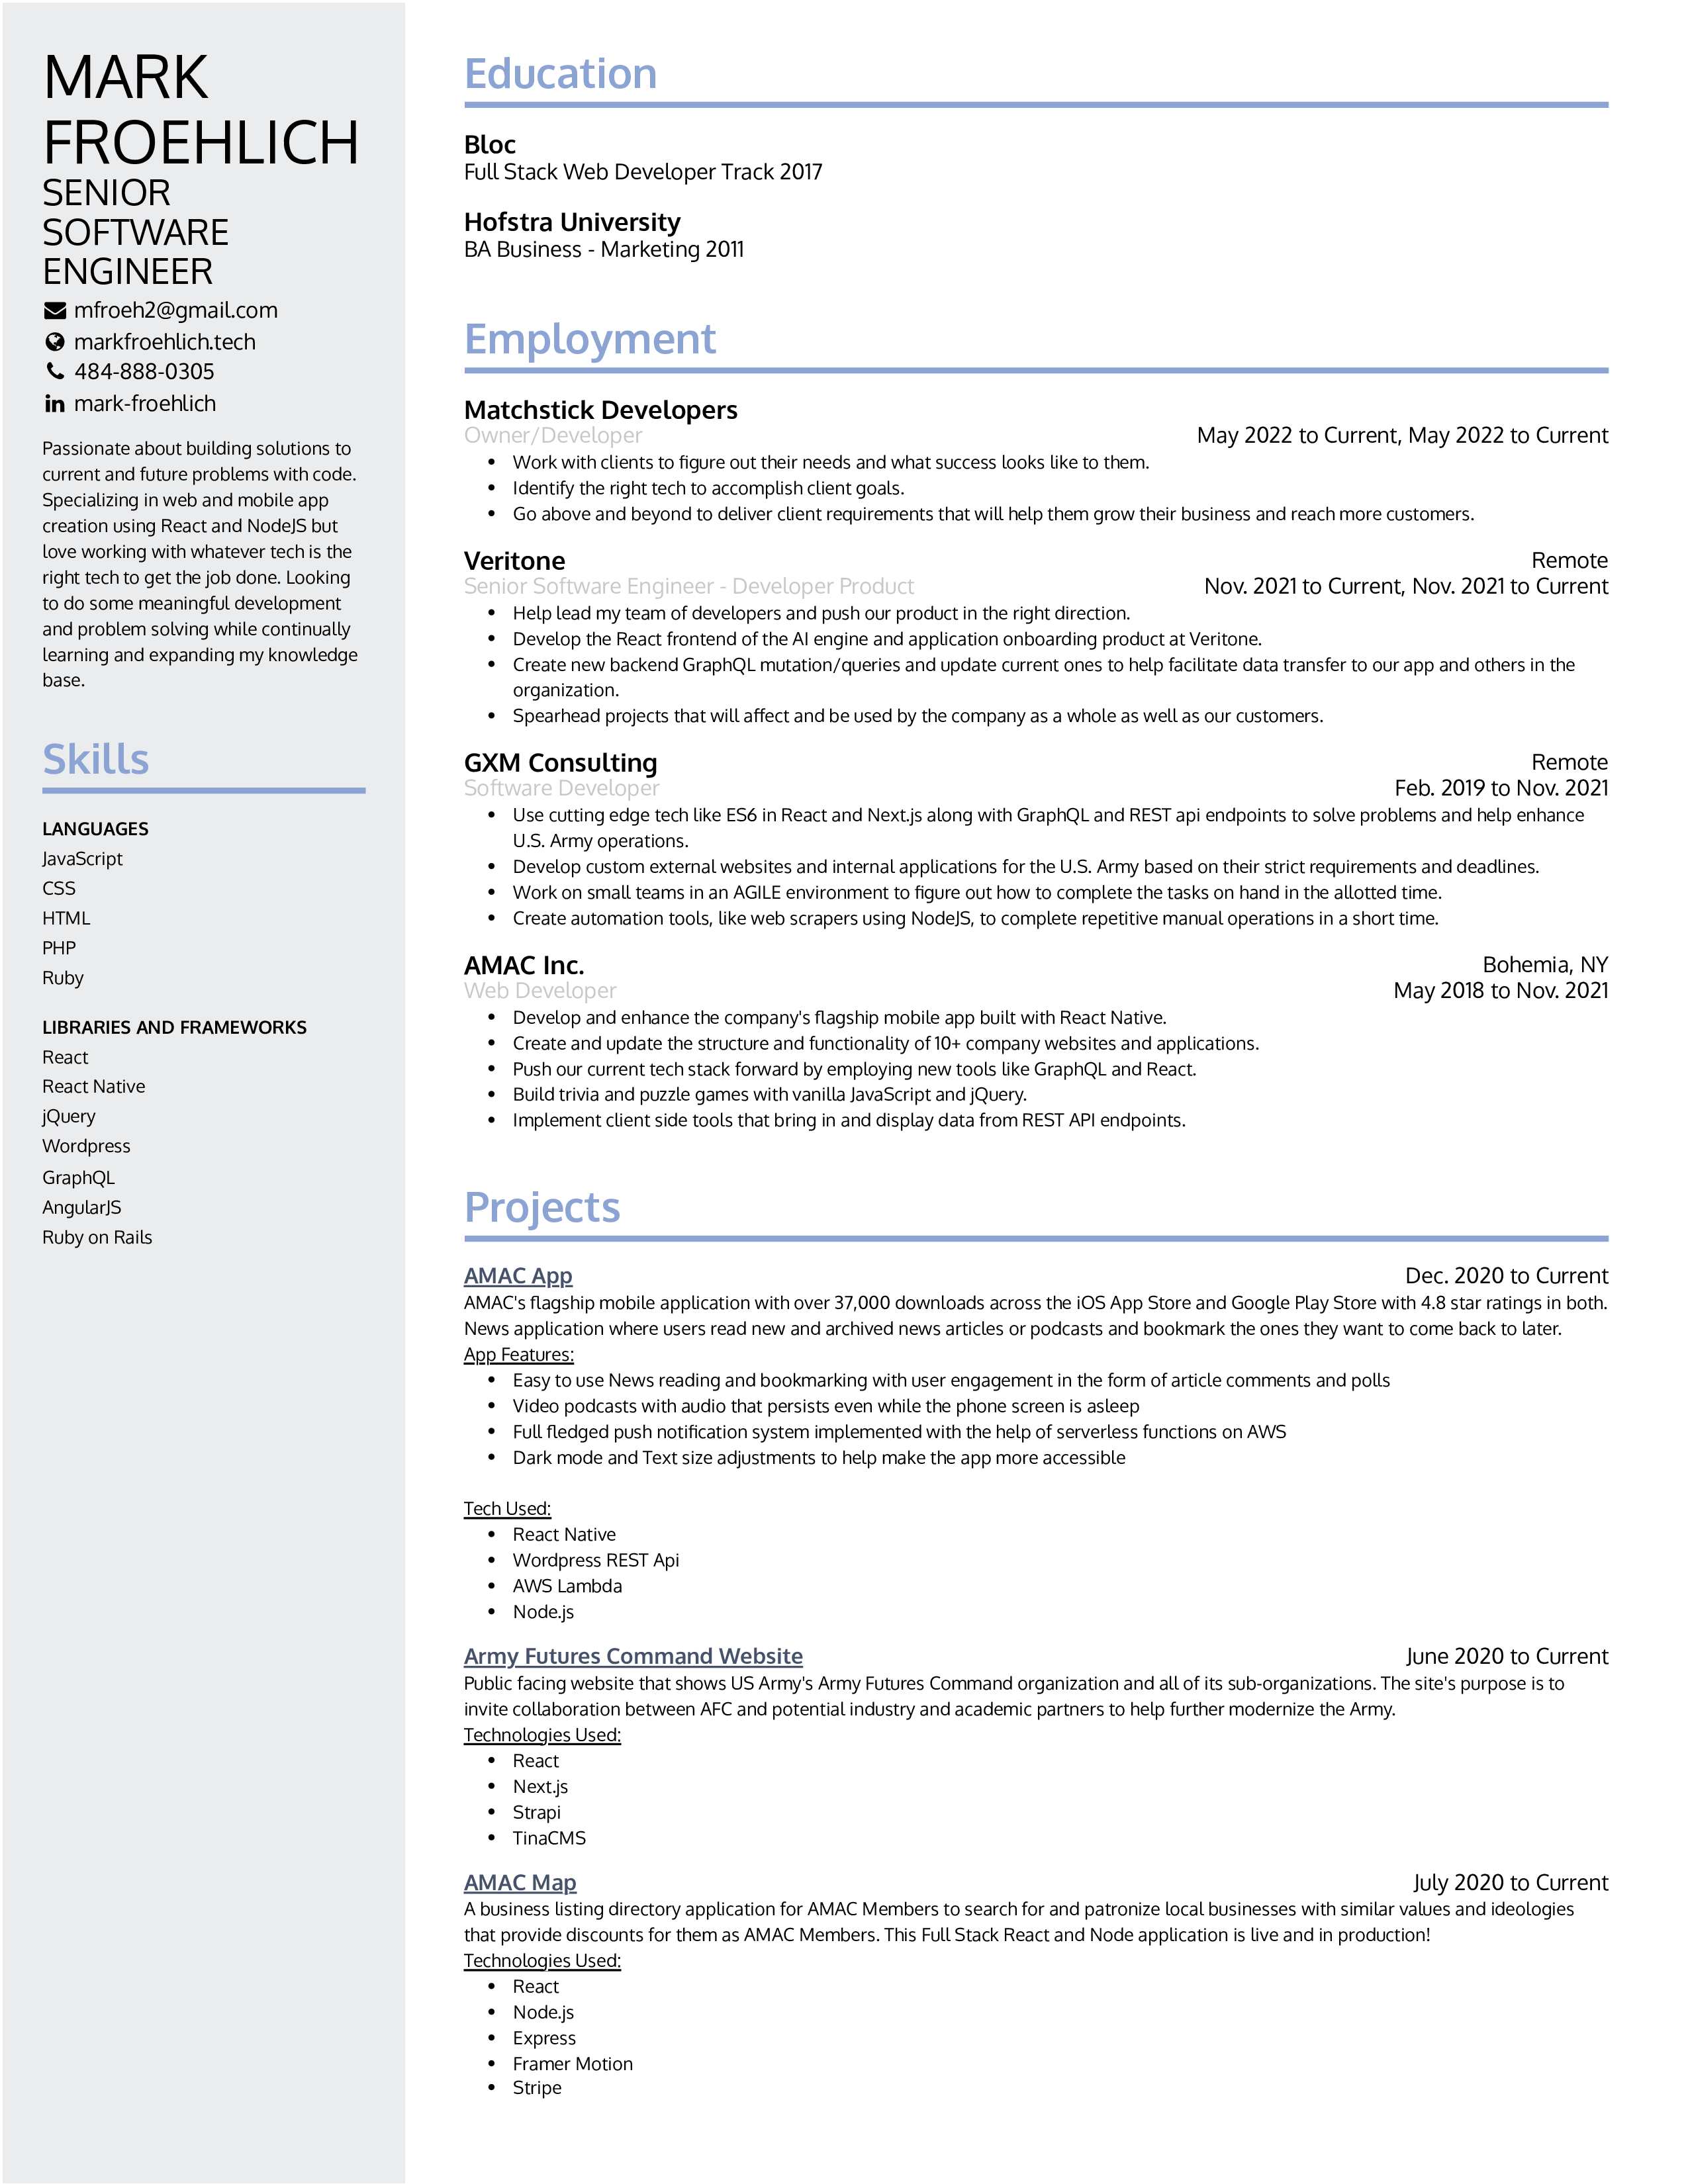 MARK
FROEHLICH
SENIOR
SOFTWARE
ENGINEER
mfroeh2@gmail.com
markfroehlich.tech
484-888-0305
mark-froehlich
Passionate about building solutions to
current and future problems with code.
Specializing in web and mobile app
creation using React and NodeJS but
love working with whatever tech is the
right tech to get the job done. Looking
to do some meaningful development
and problem solving while continually
learning and expanding my knowledge
base.
Skills
LANGUAGES
JavaScript
CSS
HTML
PHP
Ruby
LIBRARIES AND FRAMEWORKS
React
React Native
jQuery
Wordpress
GraphQL
AngularJS
Ruby on Rails
Education
Bloc
Full Stack Web Developer Track 2017
Hofstra University
BA Business - Marketing 2011
Employment
Matchstick Developers
Owner/Developer May 2022 to Current, May 2022 to Current
• Work with clients to figure out their needs and what success looks like to them.
• Identify the right tech to accomplish client goals.
• Go above and beyond to deliver client requirements that will help them grow their business and reach more customers.
Veritone Remote
Senior Software Engineer - Developer Product Nov. 2021 to Current, Nov. 2021 to Current
• Help lead my team of developers and push our product in the right direction.
• Develop the React frontend of the AI engine and application onboarding product at Veritone.
• Create new backend GraphQL mutation/queries and update current ones to help facilitate data transfer to our app and others in the
organization.
• Spearhead projects that will affect and be used by the company as a whole as well as our customers.
GXM Consulting Remote
Software Developer Feb. 2019 to Nov. 2021
• Use cutting edge tech like ES6 in React and Next.js along with GraphQL and REST api endpoints to solve problems and help enhance
U.S. Army operations.
• Develop custom external websites and internal applications for the U.S. Army based on their strict requirements and deadlines.
• Work on small teams in an AGILE environment to figure out how to complete the tasks on hand in the allotted time.
• Create automation tools, like web scrapers using NodeJS, to complete repetitive manual operations in a short time.
AMAC Inc. Bohemia, NY
Web Developer May 2018 to Nov. 2021
• Develop and enhance the company's flagship mobile app built with React Native.
• Create and update the structure and functionality of 10+ company websites and applications.
• Push our current tech stack forward by employing new tools like GraphQL and React.
• Build trivia and puzzle games with vanilla JavaScript and jQuery.
• Implement client side tools that bring in and display data from REST API endpoints.
Projects
AMAC App Dec. 2020 to Current
AMAC's flagship mobile application with over 37,000 downloads across the iOS App Store and Google Play Store with 4.8 star ratings in both.
News application where users read new and archived news articles or podcasts and bookmark the ones they want to come back to later.
App Features:
• Easy to use News reading and bookmarking with user engagement in the form of article comments and polls
• Video podcasts with audio that persists even while the phone screen is asleep
• Full fledged push notification system implemented with the help of serverless functions on AWS
• Dark mode and Text size adjustments to help make the app more accessible
Tech Used:
• React Native
• Wordpress REST Api
• AWS Lambda
• Node.js
Army Futures Command Website June 2020 to Current
Public facing website that shows US Army's Army Futures Command organization and all of its sub-organizations. The site's purpose is to
invite collaboration between AFC and potential industry and academic partners to help further modernize the Army.
Technologies Used:
• React
• Next.js
• Strapi
• TinaCMS
AMAC Map July 2020 to Current
A business listing directory application for AMAC Members to search for and patronize local businesses with similar values and ideologies
that provide discounts for them as AMAC Members. This Full Stack React and Node application is live and in production!
Technologies Used:
• React
• Node.js
• Express
• Framer Motion
• Stripe